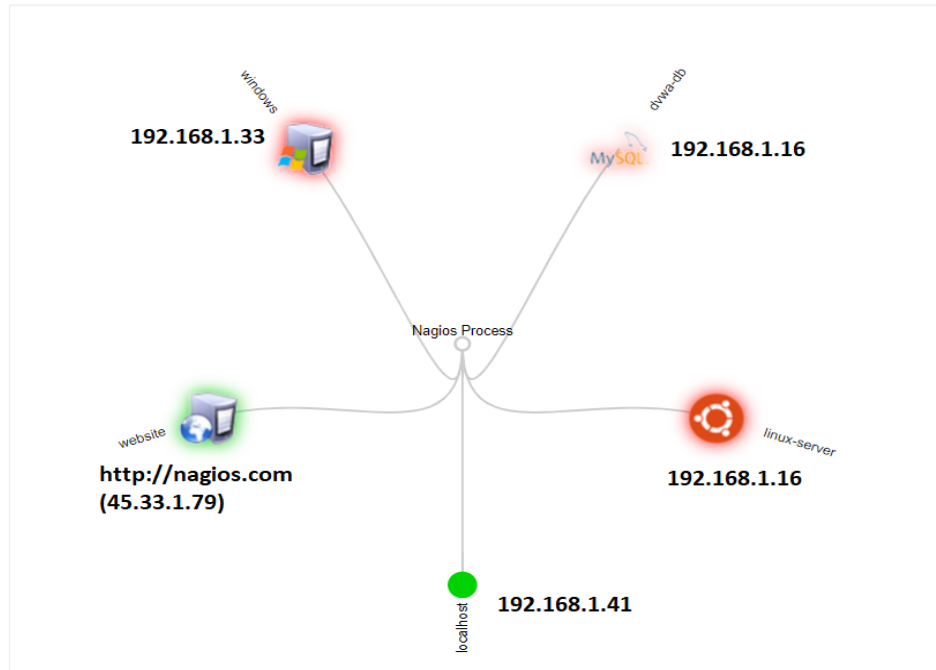 windows
192.168.1.33
dvwa-db
MySQL
192.168.1.16
Nagios Process
website
http://nagios.com
(45.33.1.79)
linux-server
192.168.1.16
localhost
192.168.1.41